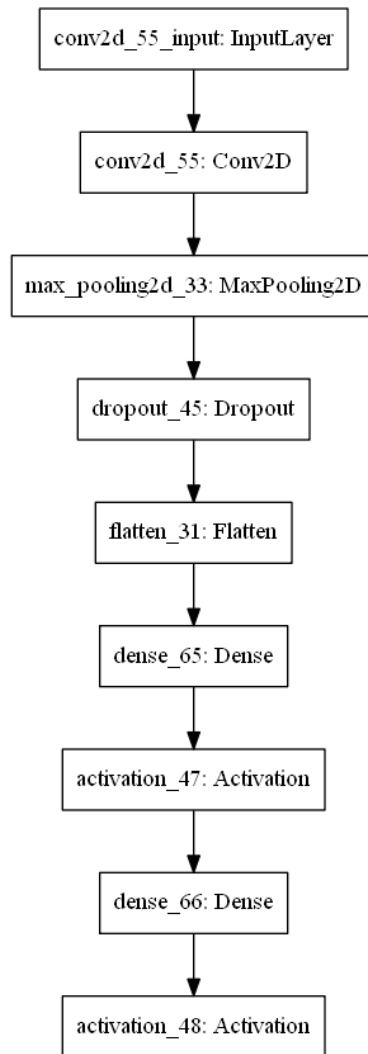 conv2d_55_input: InputLayer
conv2d_55: Conv2D
max_pooling2d_33: MaxPooling2D
dropout_45: Dropout
flatten_31: Flatten
dense_65: Dense
activation_47: Activation
dense_66: Dense
activation_48: Activation